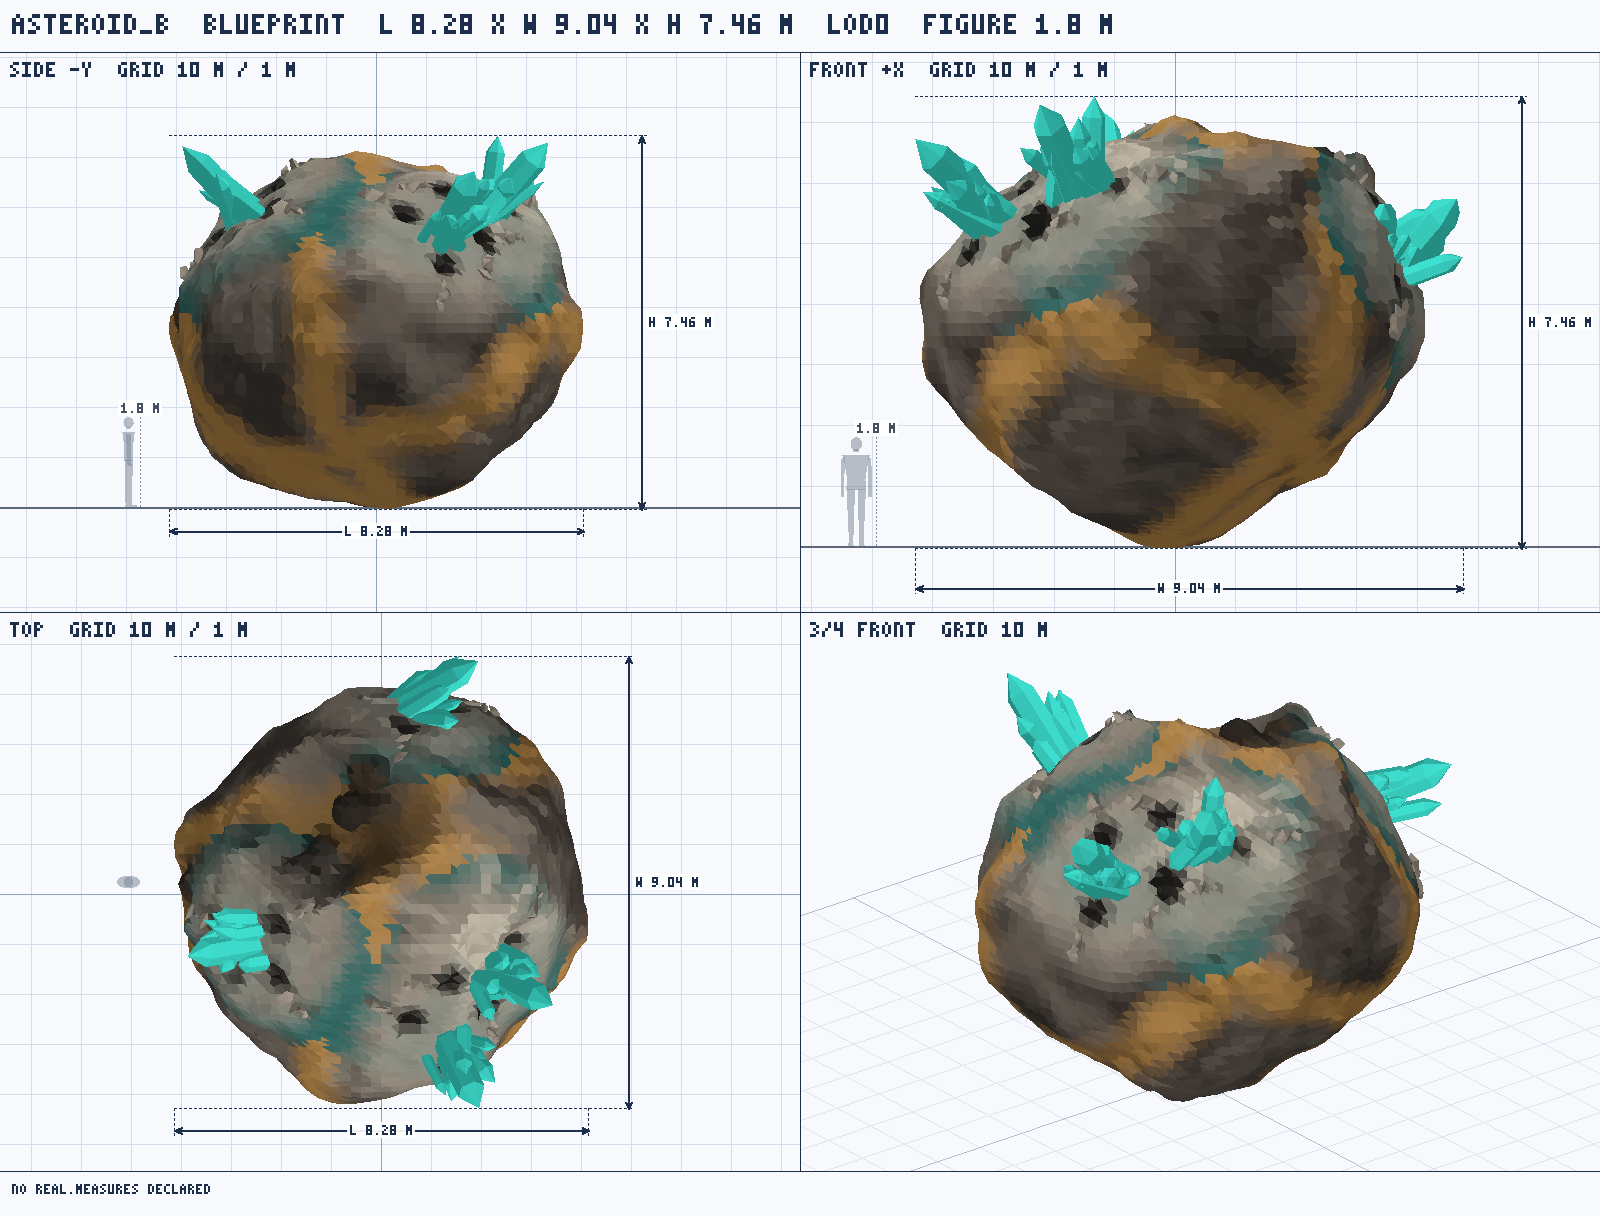 ASTEROID_B BLUEPRINT L 8.28 X W 9.04 X H 7.46 M LOD0 FIGURE 1.8 M
SIDE -Y GRID 10 M / 1 M
H 7.46 M
1.8 M
L 8.28 M
FRONT +X GRID 10 M / 1 M
H 7.46 M
1.8 M
W 9.04 M
TOP GRID 10 M / 1 M
W 9.04 M
L 8.28 M
3/4 FRONT GRID 10 M
NO REAL.MEASURES DECLARED